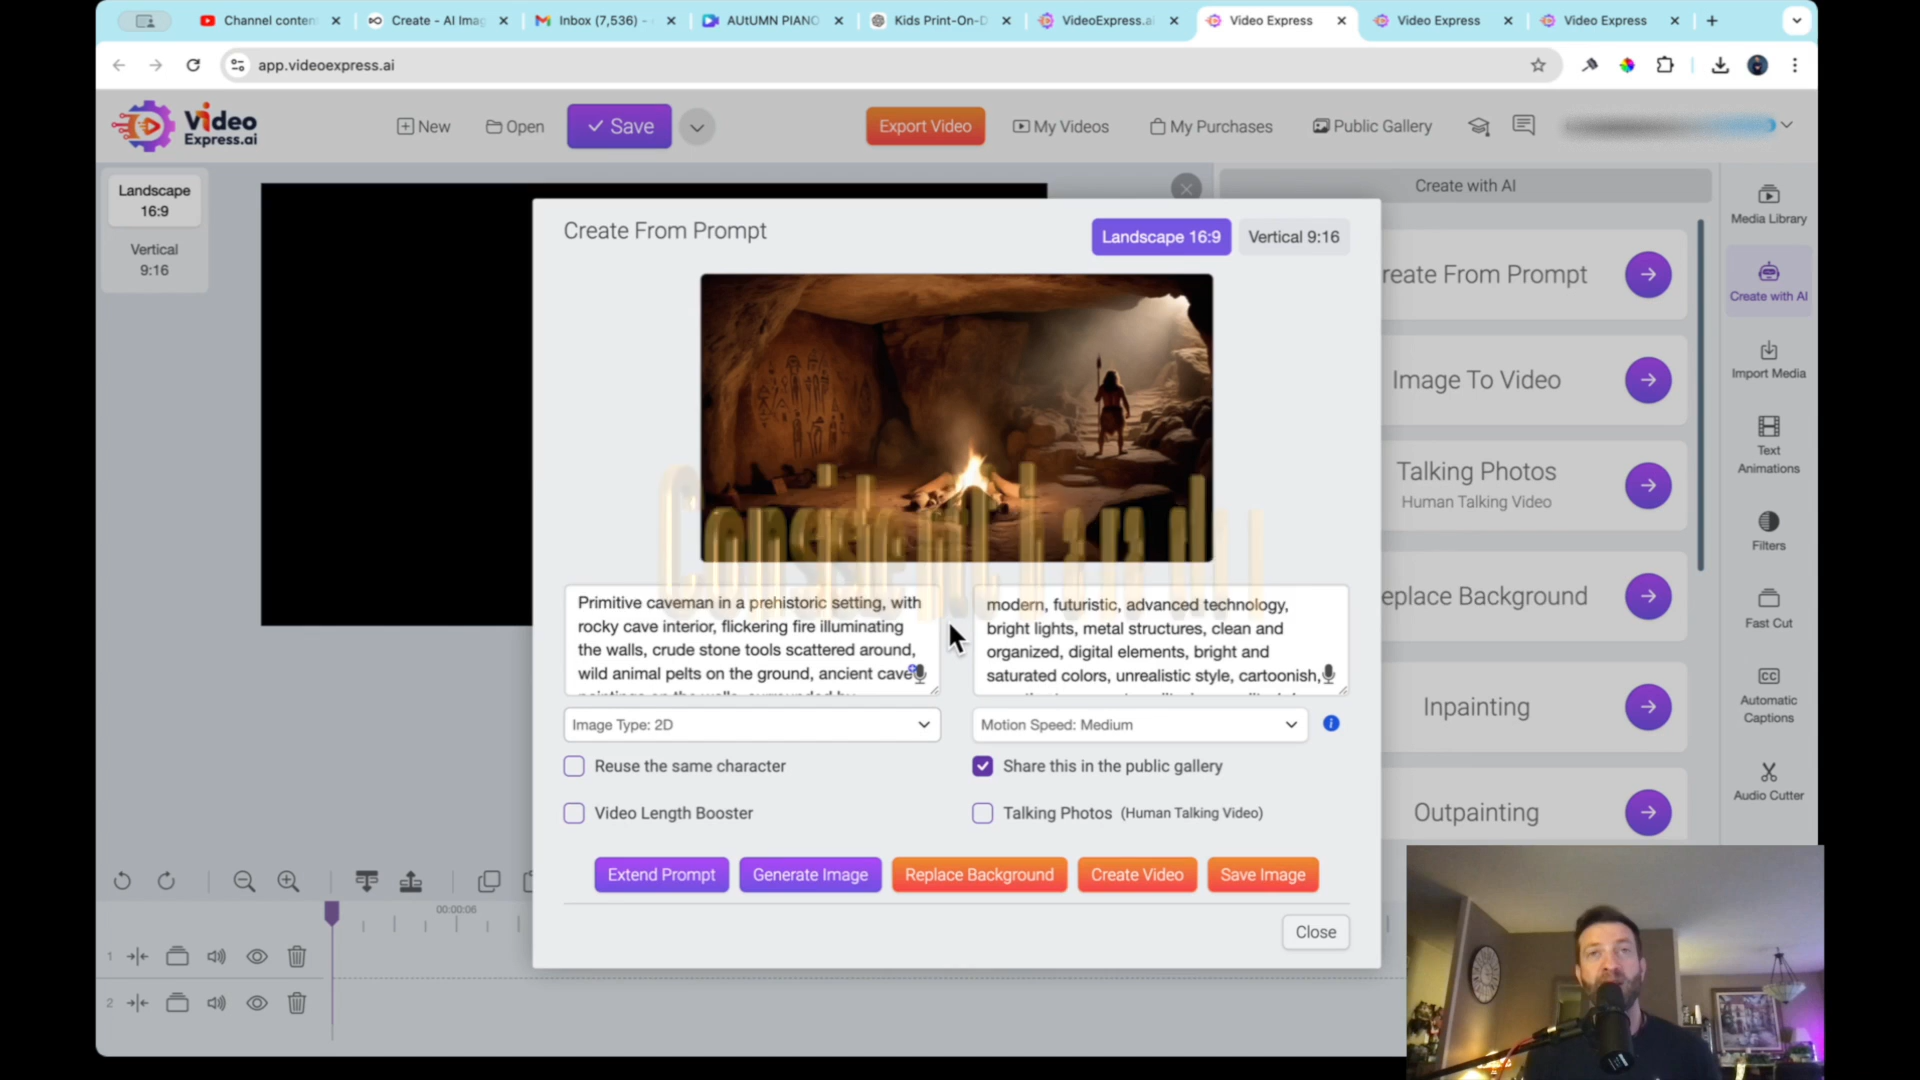 Channel conten
Create - AI Imag
Inbox (7,536) -
AUtUMN PIANO
Kids Print-On-D
VideoExpress.a
Video Express
Video Express
Video Express
app.videoexpress.ai
Video
Express.ai
New
Open
Save
Export Video
My Videos
My Purchases
Public Gallery
Landscape
16:9
Vertical
9:16
Create with AI
Create From Prompt
Landscape 16:9
Vertical 9:16
Primitive caveman in a prehistoric setting, with
rocky cave interior, flickering fire illuminating
the walls, crude stone tools scattered around,
wild animal pelts on the ground, ancient cave
modern, futuristic, advanced technology,
bright lights, metal structures, clean and
organized, digital elements, bright and
saturated colors, unrealistic style, cartoonish,
Image Type: 2D
Motion Speed: Medium
Reuse the same character
Share this in the public gallery
Video Length Booster
Talking Photos (Human Talking Video)
Extend Prompt
Generate Image
Replace Background
Create Video
Save Image
Close
reate From Prompt
Image To Video
Talking Photos
Human Talking Video
eplace Background
Inpainting
Outpainting
Media Library
Create with AI
Import Media
Text
Animations
Filters
Fast Cut
CC
Automatic
Captions
Audio Cutter
00:00:06
1
2